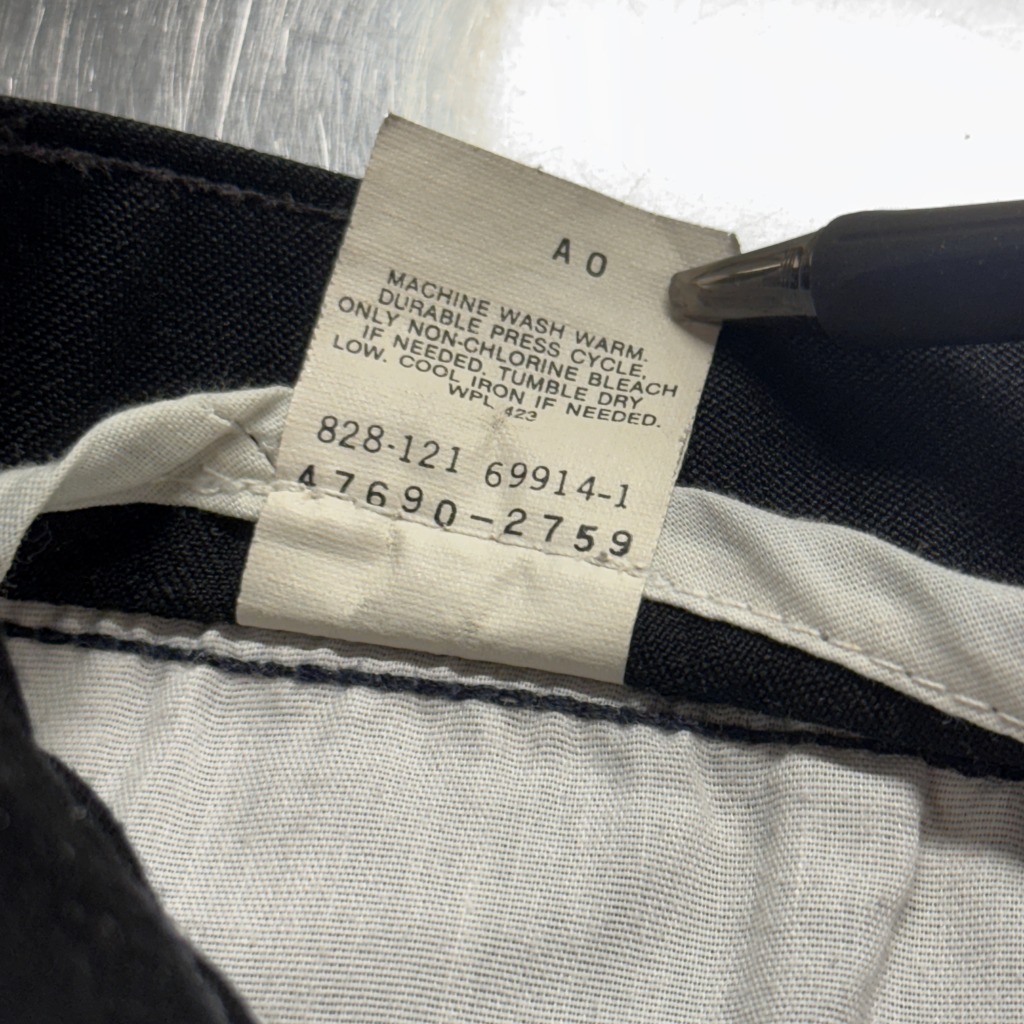 A O
MACHINE WASH WARM.
DURABLE PRESS CYCLE,
ONLY NON-CHLORINE BLEACH
IF NEEDED. TUMBLE DRY
LOW. COOL IRON IF NEEDED.
WPL 423
828-121 69914-1
47690-2759